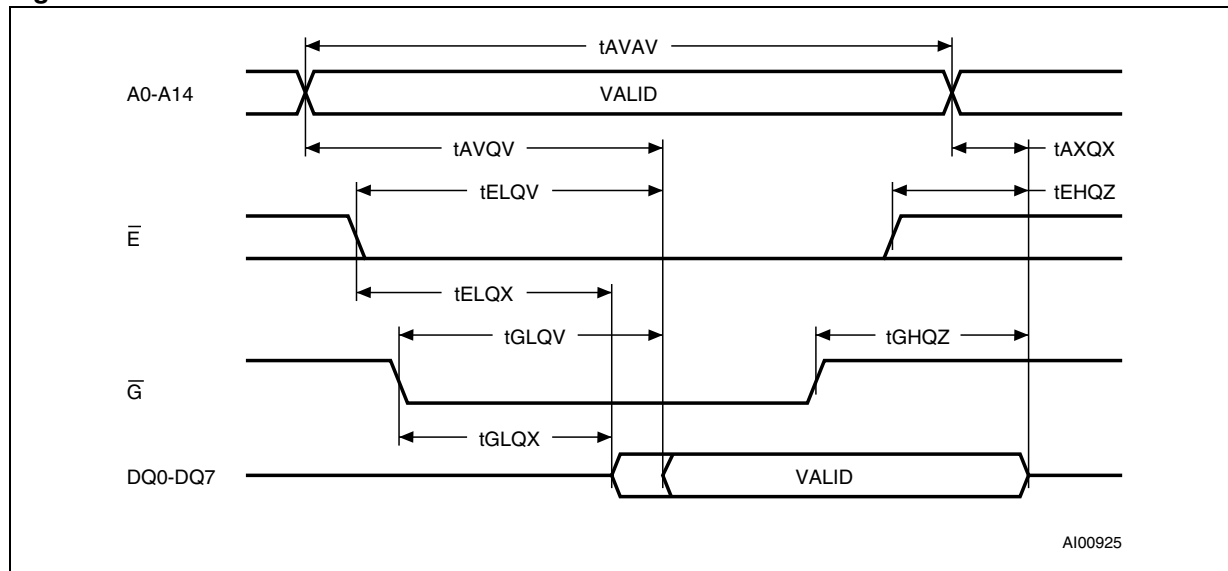 tAVAV
A0-A14
VALID
tAVQV
tAXQX
tELQV
tEHQZ
E̅
tELQX
tGLQV
tGHQZ
G̅
tGLQX
DQ0-DQ7
VALID
AI00925